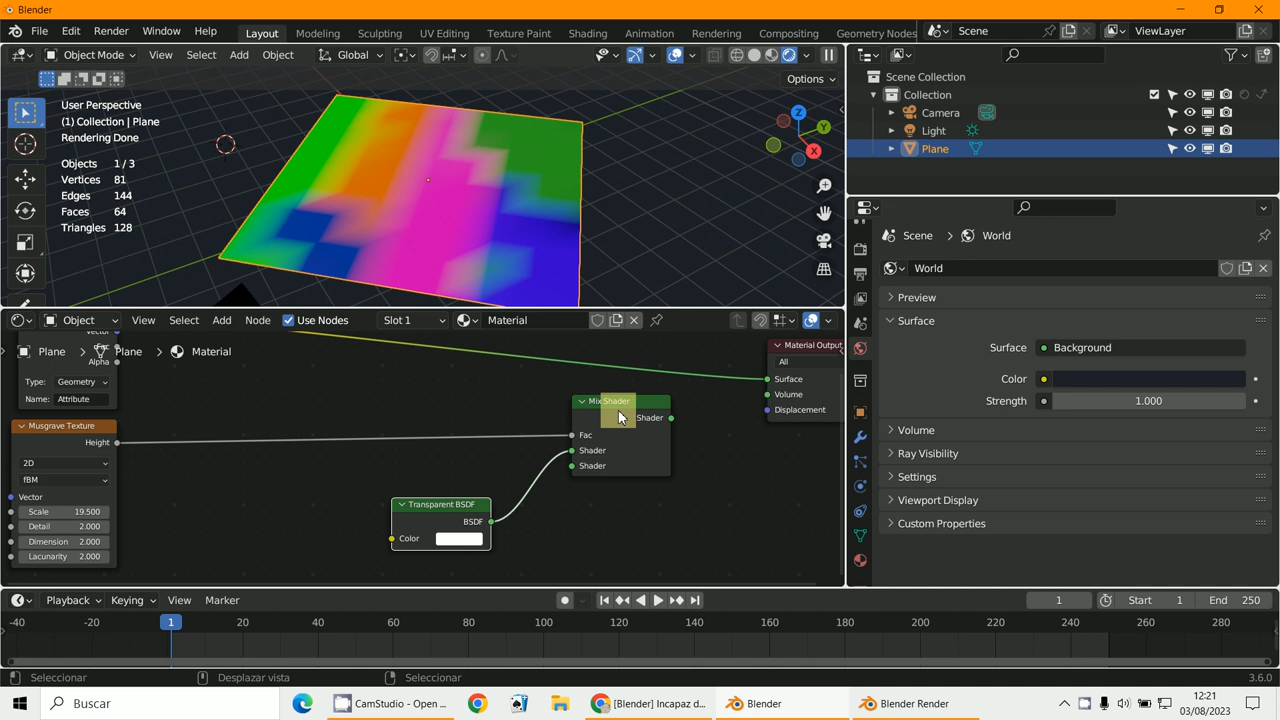 Blender
File Edit Render Window Help Layout Modeling Sculpting UV Editing Texture Paint Shading Animation Rendering Compositing Geometry Nodes Scene ViewLayer
Object Mode View Select Add Object Global
Options
User Perspective
(1) Collection | Plane
Rendering Done
Objects 1 / 3
Vertices 81
Edges 144
Faces 64
Triangles 128
Z
Y
X
Scene Collection
Collection
Camera
Light
Plane
Scene World
World
Preview
Surface
Surface Background
Color
Strength 1.000
Volume
Ray Visibility
Settings
Viewport Display
Custom Properties
Object View Select Add Node Use Nodes Slot 1 Material
Vector
Fac
Plane Plane Material
Alpha
Type: Geometry
Name: Attribute
Musgrave Texture
Height
2D
fBM
Vector
Scale 19.500
Detail 2.000
Dimension 2.000
Lacunarity 2.000
Transparent BSDF
BSDF
Color
Mix Shader
Shader
Fac
Shader
Shader
Material Output
All
Surface
Volume
Displacement
Playback Keying View Marker 1 Start 1 End 250
-40 -20 1 20 40 60 80 100 120 140 160 180 200 220 240 260 280
Seleccionar Desplazar vista Seleccionar 3.6.0
Buscar CamStudio - Open ... [Blender] Incapaz d... Blender Blender Render 12:21
03/08/2023